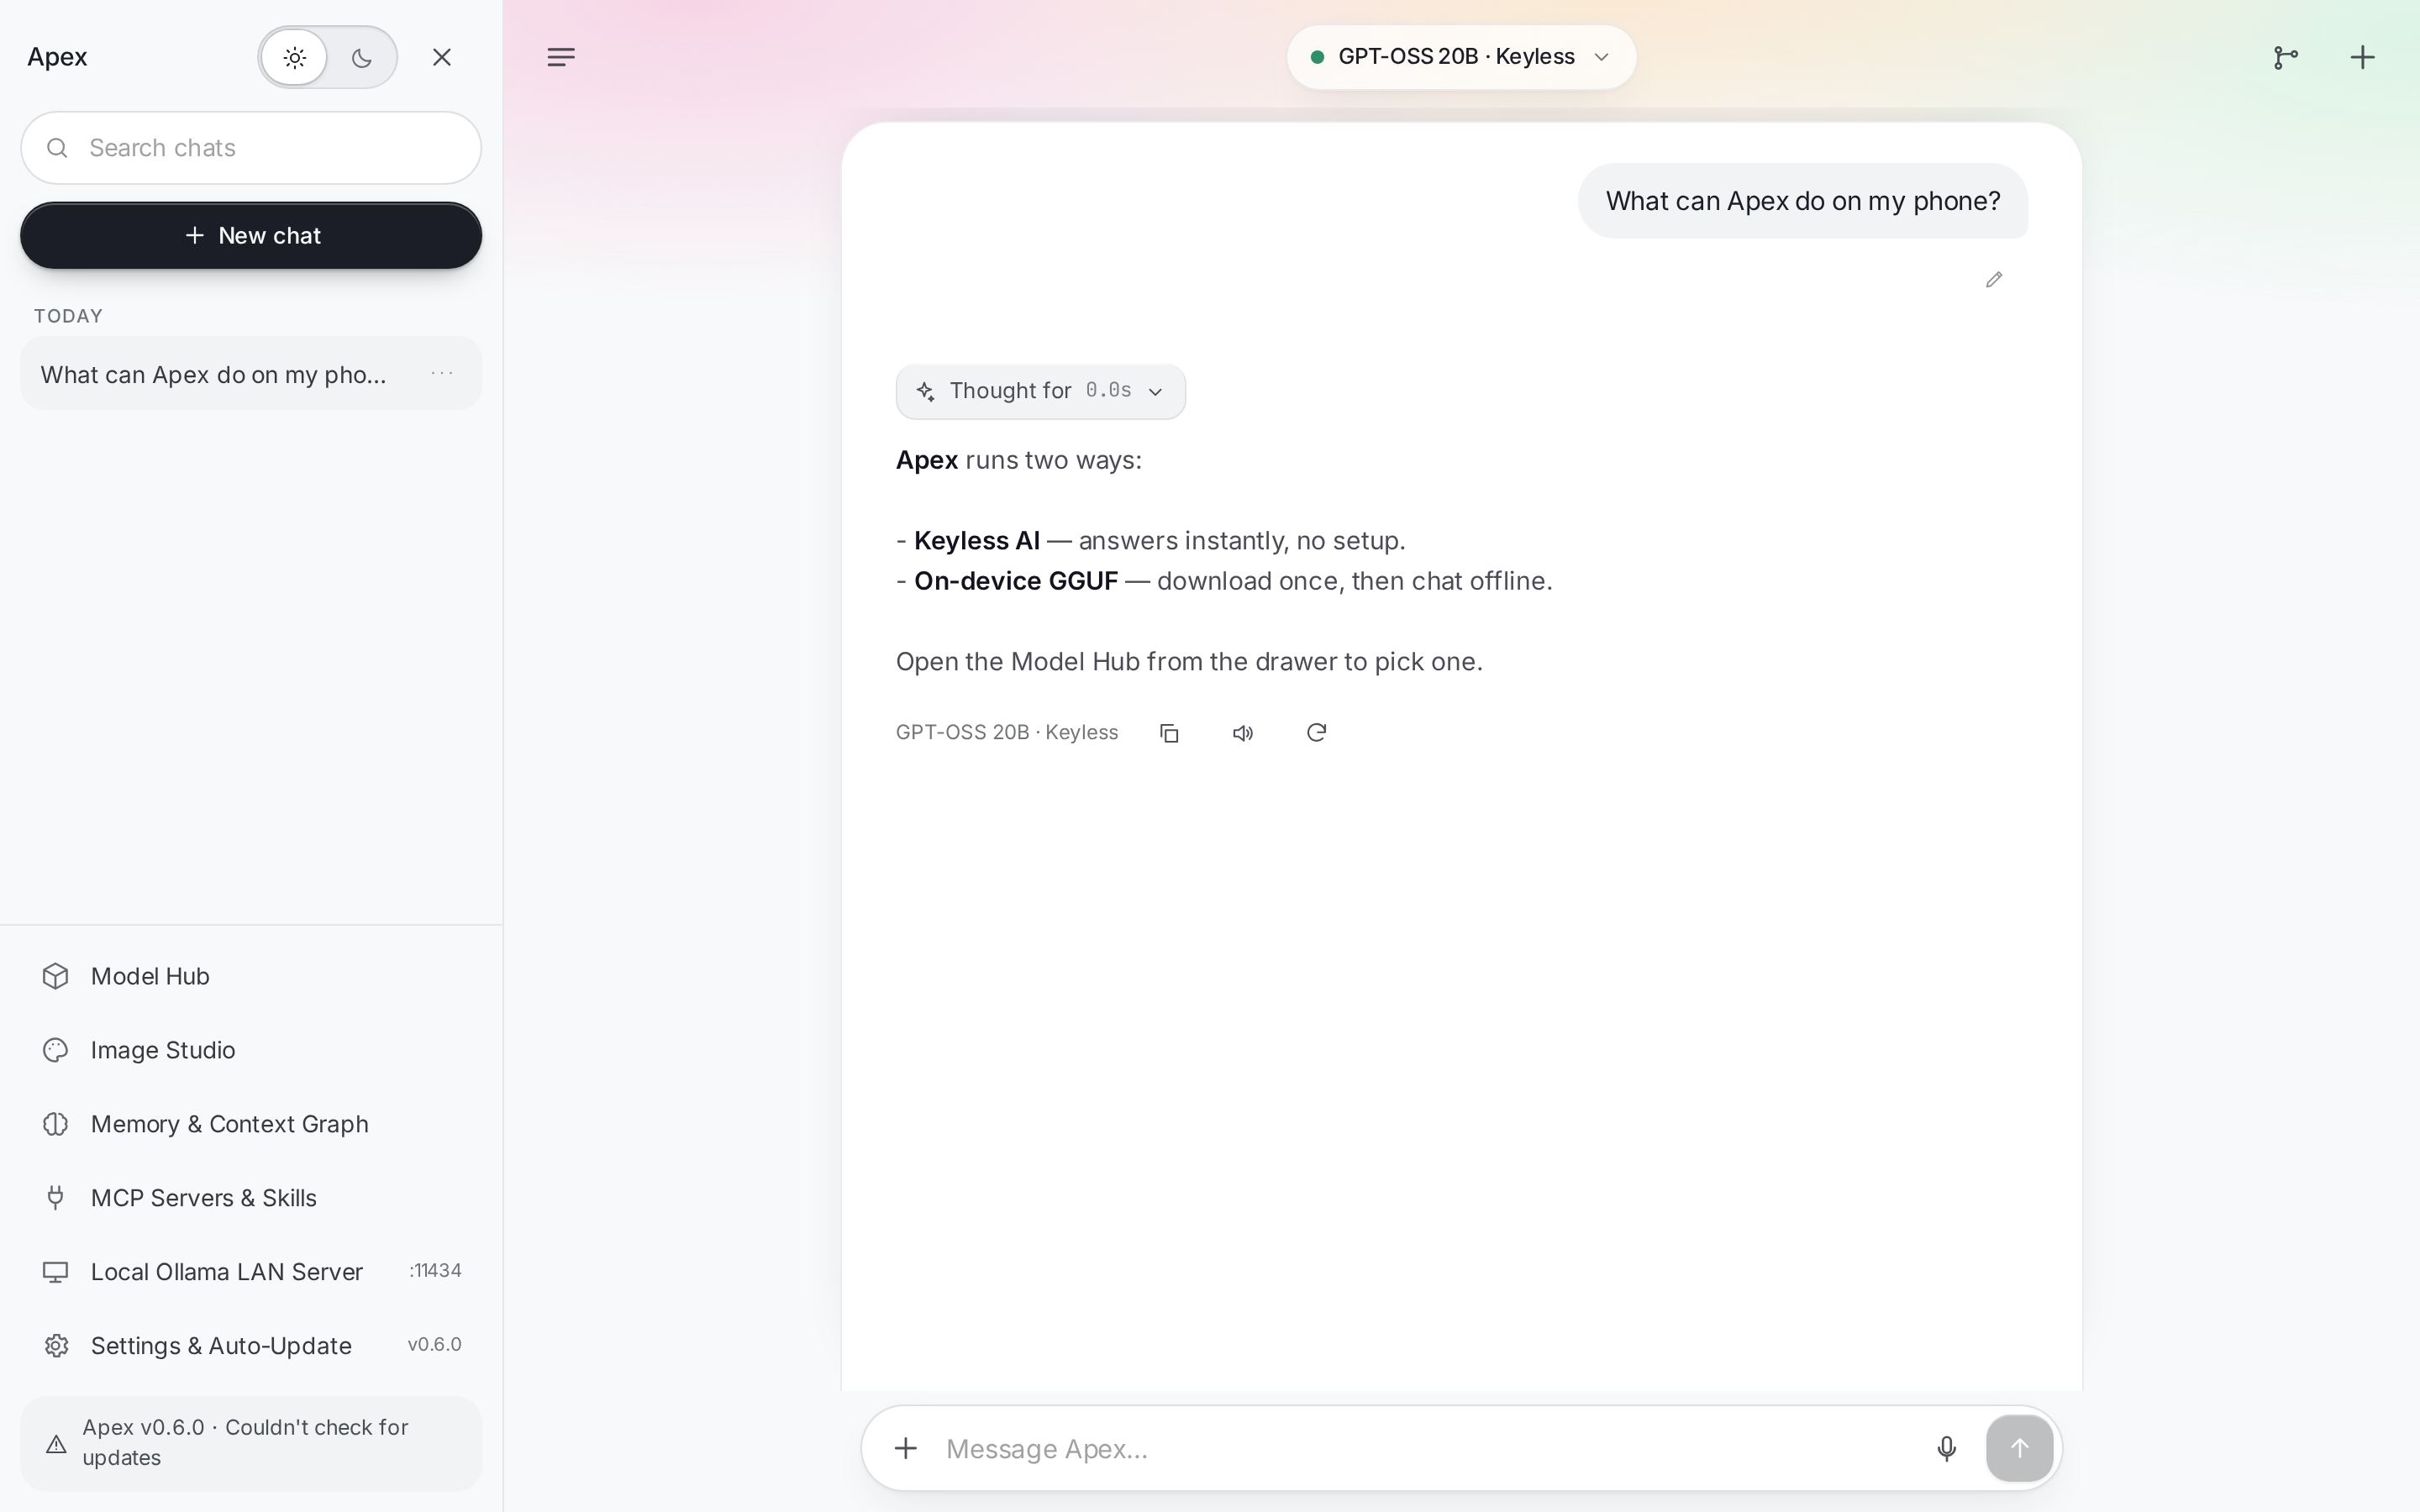 Apex
Search chats
New chat
TODAY
What can Apex do on my pho...
Model Hub
Image Studio
Memory & Context Graph
MCP Servers & Skills
Local Ollama LAN Server :11434
Settings & Auto-Update v0.6.0
Apex v0.6.0 · Couldn't check for
updates
GPT-OSS 20B · Keyless
What can Apex do on my phone?
Thought for 0.0s
Apex runs two ways:
- Keyless AI — answers instantly, no setup.
- On-device GGUF — download once, then chat offline.
Open the Model Hub from the drawer to pick one.
GPT-OSS 20B · Keyless
Message Apex...